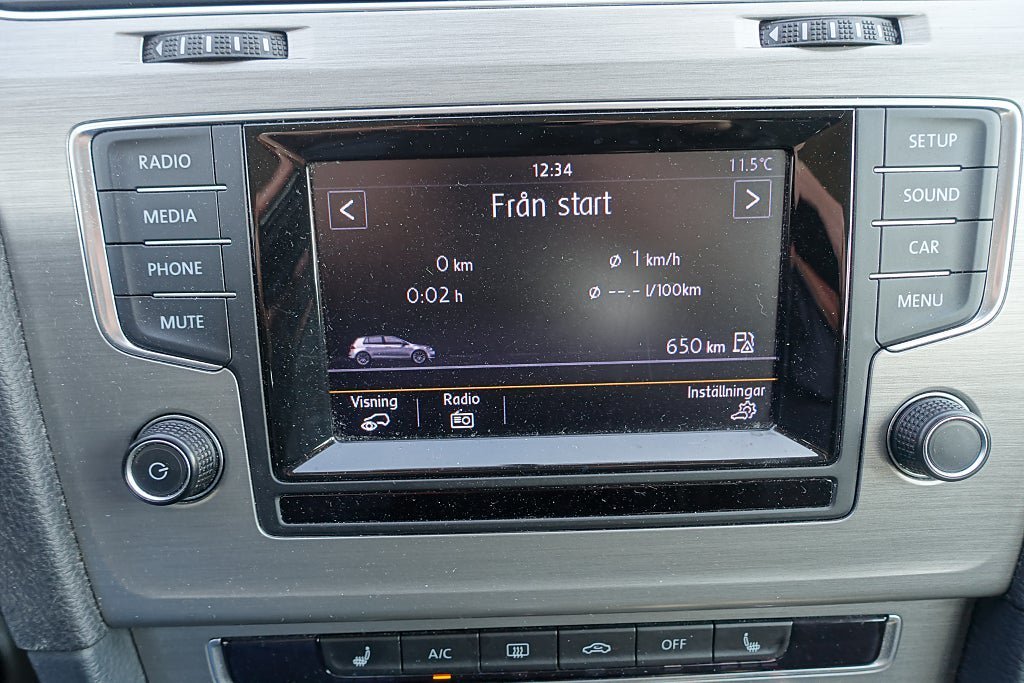 RADIO
MEDIA
PHONE
MUTE
12:34
11.5°C
< Från start >
0 km
ø 1 km/h
0:02 h
ø --.- l/100km
650 km
Visning
Radio
Inställningar
SETUP
SOUND
CAR
MENU
A/C
OFF